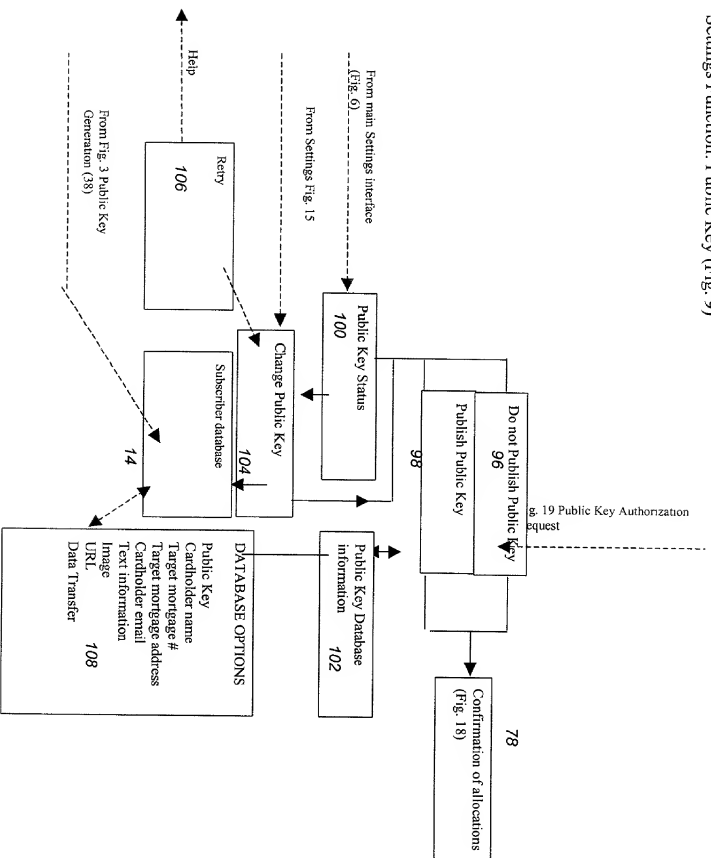 Settings Function: Public Key (Fig. 9)
g. 19 Public Key Authorization
equest
Do not Publish Public Key
96
Publish Public Key
98
78
Confirmation of allocations
(Fig. 18)
From main Settings interface
(Fig. 6)
Public Key Status
100
Public Key Database
information
102
From Settings Fig. 15
Change Public Key
104
Help
Retry
106
Subscriber database
14
From Fig. 3 Public Key
Generation (38)
DATABASE OPTIONS
Public Key
Cardholder name
Target mortgage #
Target mortgage address
Cardholder email
Text information
Image
URL
108
Data Transfer